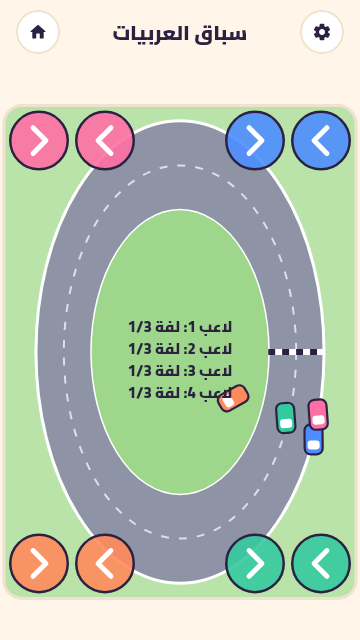 سباق العربيات
لاعب 1: لفة 1/3
لاعب 2: لفة 1/3
لاعب 3: لفة 1/3
لاعب 4: لفة 1/3